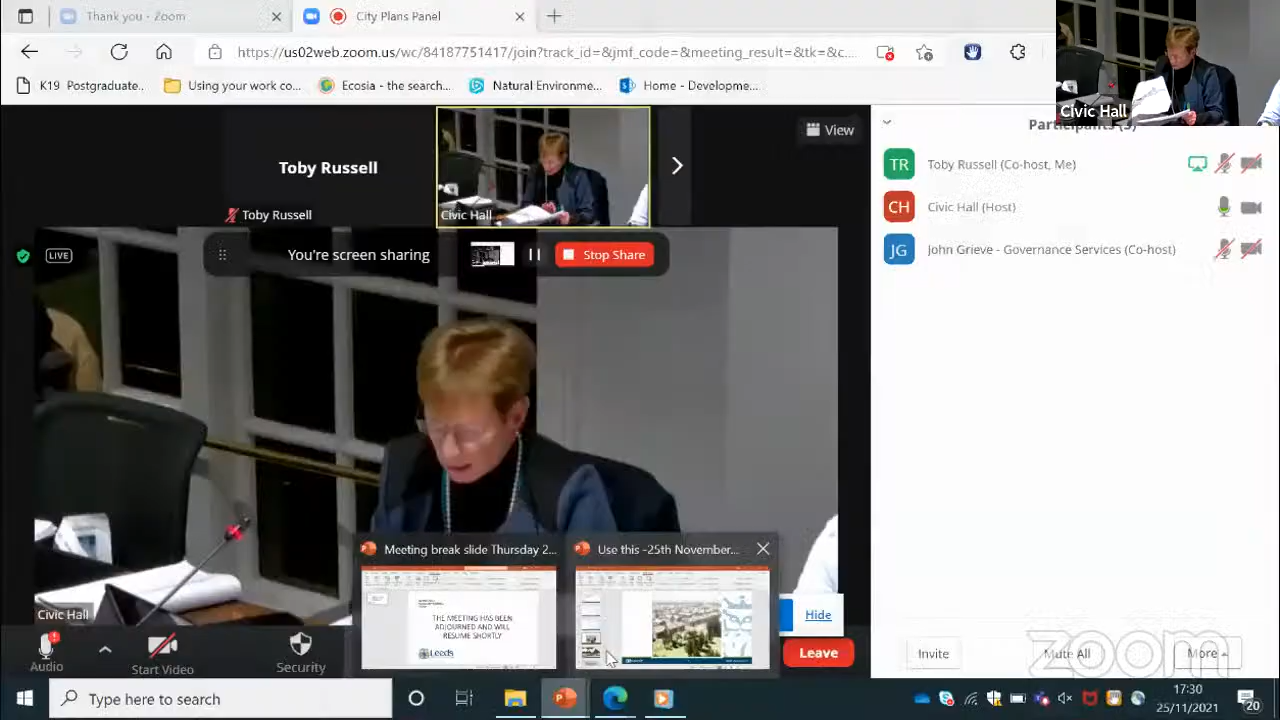 Thank you - Zoom
City Plans Panel
https://us02web.zoom.us/wc/84187751417/join?track_id=&jmf_code=&meeting_result=&tk=&c...
K19 Postgraduate...
Using your work co...
Ecosia - the search...
Natural Environme...
Home - Developme...
Civic Hall
Toby Russell
Toby Russell
Civic Hall
View
Participants (3)
TR
Toby Russell (Co-host, Me)
CH
Civic Hall (Host)
JG
John Grieve - Governance Services (Co-host)
LIVE
You're screen sharing
Stop Share
Meeting break slide Thursday 2...
Use this -25th November...
THE MEETING HAS BEEN
ADJOURNED AND WILL
RESUME SHORTLY
Leeds
Civic Hall
Hide
Audio
Start Video
Security
Leave
Invite
Mute All
More
zoom
Type here to search
17:30
25/11/2021
20